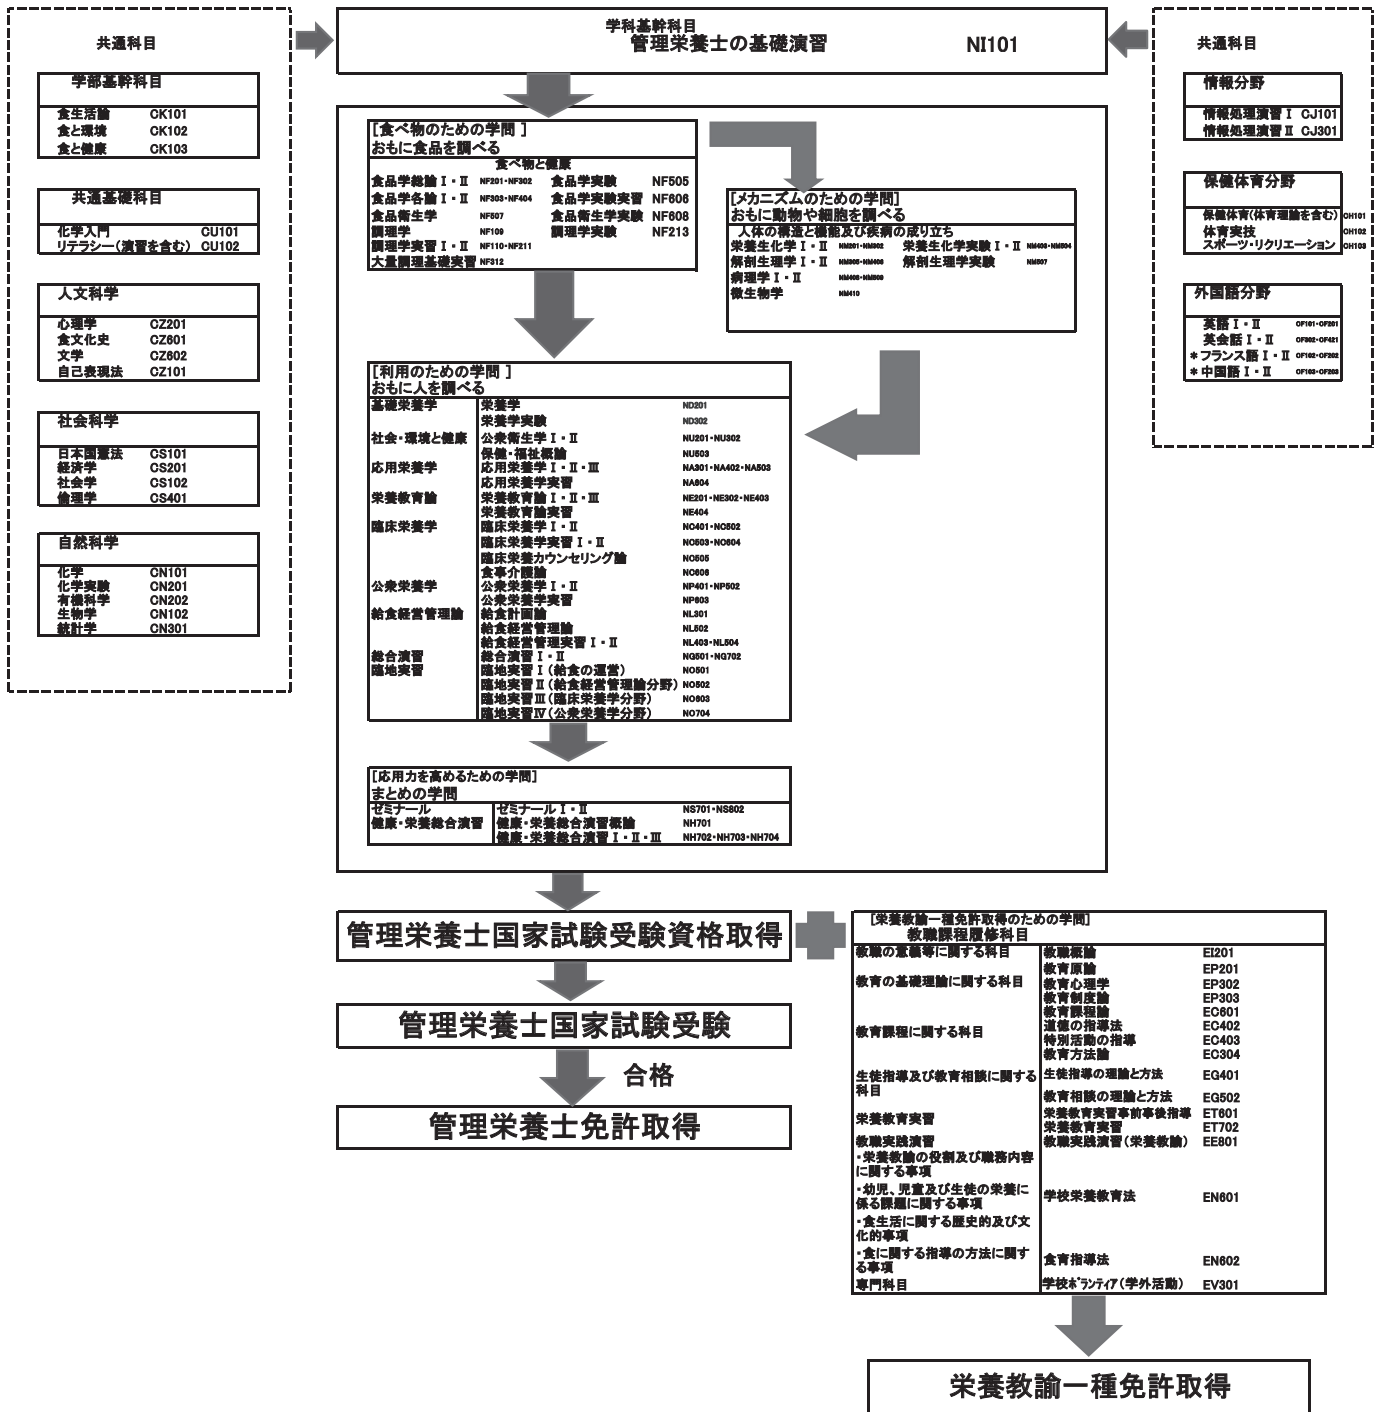 共通科目
学部基幹科目
食生活論 CK101
食と環境 CK102
食と健康 CK103
共通基礎科目
化学入門 CU101
リテラシー(演習を含む) CU102
人文科学
心理学 CZ201
食文化史 CZ601
文学 CZ602
自己表現法 CZ101
社会科学
日本国憲法 CS101
経済学 CS201
社会学 CS102
倫理学 CS401
自然科学
化学 CN101
化学実験 CN201
有機科学 CN202
生物学 CN102
統計学 CN301
学科基幹科目
管理栄養士の基礎演習 NI101
[食べ物のための学問 ]
おもに食品を調べる
食べ物と健康
食品学総論Ⅰ・Ⅱ NF201・NF302 食品学実験 NF505
食品学各論Ⅰ・Ⅱ NF303・NF404 食品学実験実習 NF606
食品衛生学 NF507 食品衛生学実験 NF608
調理学 NF109 調理学実験 NF213
調理学実習Ⅰ・Ⅱ NF110・NF211
大量調理基礎実習 NF312
[メカニズムのための学問]
おもに動物や細胞を調べる
人体の構造と機能及び疾病の成り立ち
栄養生化学Ⅰ・Ⅱ NM201・NM302 栄養生化学実験Ⅰ・Ⅱ
解剖生理学Ⅰ・Ⅱ NM305・NM406 解剖生理学実験 NM507
病理学Ⅰ・Ⅱ
微生物学 NM410
[利用のための学問 ]
おもに人を調べる
基礎栄養学 栄養学 ND201
栄養学実験 ND302
社会・環境と健康 公衆衛生学Ⅰ・Ⅱ NU201・NU302
保健・福祉概論 NU503
応用栄養学 応用栄養学Ⅰ・Ⅱ・Ⅲ NA301・NA402・NA503
応用栄養学実習 NA604
栄養教育論 栄養教育論Ⅰ・Ⅱ・Ⅲ NE201・NE302・NE403
栄養教育論実習 NE404
臨床栄養学 臨床栄養学Ⅰ・Ⅱ NC401・NC502
臨床栄養学実習Ⅰ・Ⅱ NC503・NC604
臨床栄養カウンセリング論 NC505
食事介護論 NC606
公衆栄養学 公衆栄養学Ⅰ・Ⅱ NP401・NP502
公衆栄養学実習 NP603
給食経営管理論 給食計画論 NL301
給食経営管理論 NL502
給食経営管理実習Ⅰ・Ⅱ NL403・NL504
総合演習 総合演習Ⅰ・Ⅱ NG501・NG702
臨地実習 臨地実習Ⅰ(給食の運営) NO501
臨地実習Ⅱ(給食経営管理論分野) NO502
臨地実習Ⅲ(臨床栄養学分野) NO603
臨地実習Ⅳ(公衆栄養学分野) NO704
[応用力を高めるための学問]
まとめの学問
ゼミナール ゼミナールⅠ・Ⅱ NS701・NS802
健康・栄養総合演習 健康・栄養総合演習概論 NH701
健康・栄養総合演習Ⅰ・Ⅱ・Ⅲ NH702・NH703・NH704
管理栄養士国家試験受験資格取得
管理栄養士国家試験受験
合格
管理栄養士免許取得
共通科目
情報分野
情報処理演習Ⅰ CJ101
情報処理演習Ⅱ CJ301
保健体育分野
保健体育(体育理論を含む) CH101
体育実技 CH102
スポーツ・リクリエーション CH103
外国語分野
英語Ⅰ・Ⅱ CF101・CF201
英会話Ⅰ・Ⅱ CF302・CF421
*フランス語Ⅰ・Ⅱ CF102・CF202
*中国語Ⅰ・Ⅱ CF103・CF203
[栄養教諭一種免許取得のための学問]
教職課程履修科目
教職の意義等に関する科目 教職概論 EI201
教育原論 EP201
教育の基礎理論に関する科目 教育心理学 EP302
教育制度論 EP303
教育課程論 EC601
教育課程に関する科目 道徳の指導法 EC402
特別活動の指導 EC403
教育方法論 EC304
生徒指導及び教育相談に関する 生徒指導の理論と方法 EG401
科目
教育相談の理論と方法 EG502
栄養教育実習 栄養教育実習事前事後指導 ET601
栄養教育実習 ET702
教職実践演習 教職実践演習(栄養教諭) EE801
・栄養教諭の役割及び職務内容
に関する事項
・幼児、児童及び生徒の栄養に
係る課題に関する事項 学校栄養教育法 EN601
・食生活に関する歴史的及び文
化的事項
・食に関する指導の方法に関す
る事項 食育指導法 EN602
専門科目 学校ボランティア(学外活動) EV301
栄養教諭一種免許取得